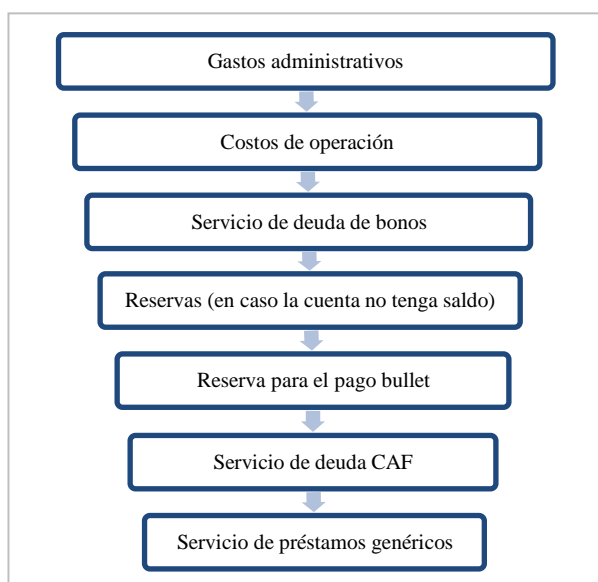 Gastos administrativos
Costos de operación
Servicio de deuda de bonos
Reservas (en caso la cuenta no tenga saldo)
Reserva para el pago bullet
Servicio de deuda CAF
Servicio de préstamos genéricos